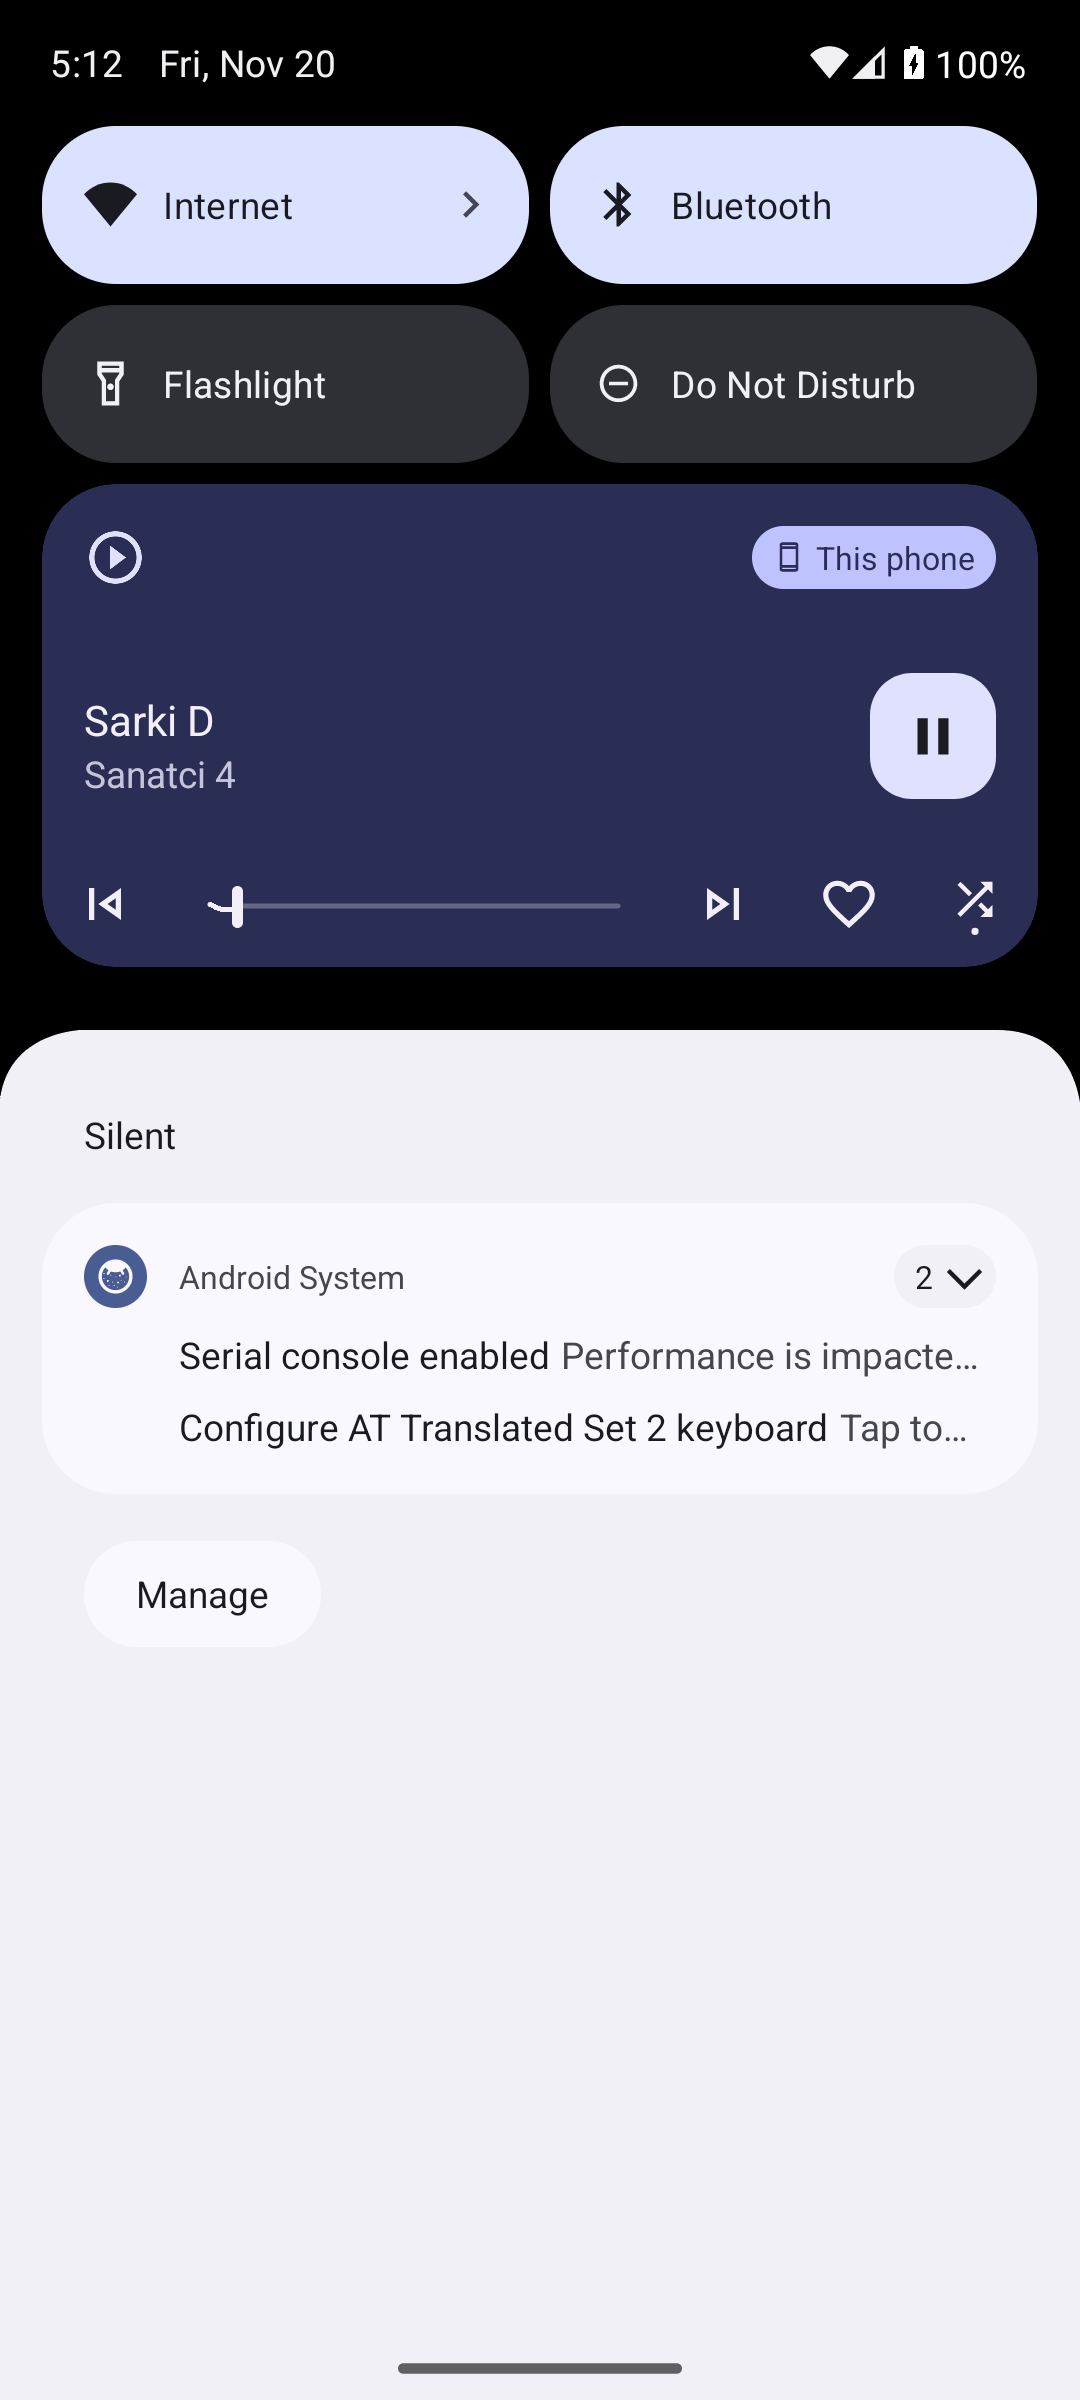 5:12 Fri, Nov 20 100%
Internet
Bluetooth
Flashlight
Do Not Disturb
This phone
Sarki D
Sanatci 4
Silent
Android System 2
Serial console enabled Performance is impacte...
Configure AT Translated Set 2 keyboard Tap to...
Manage